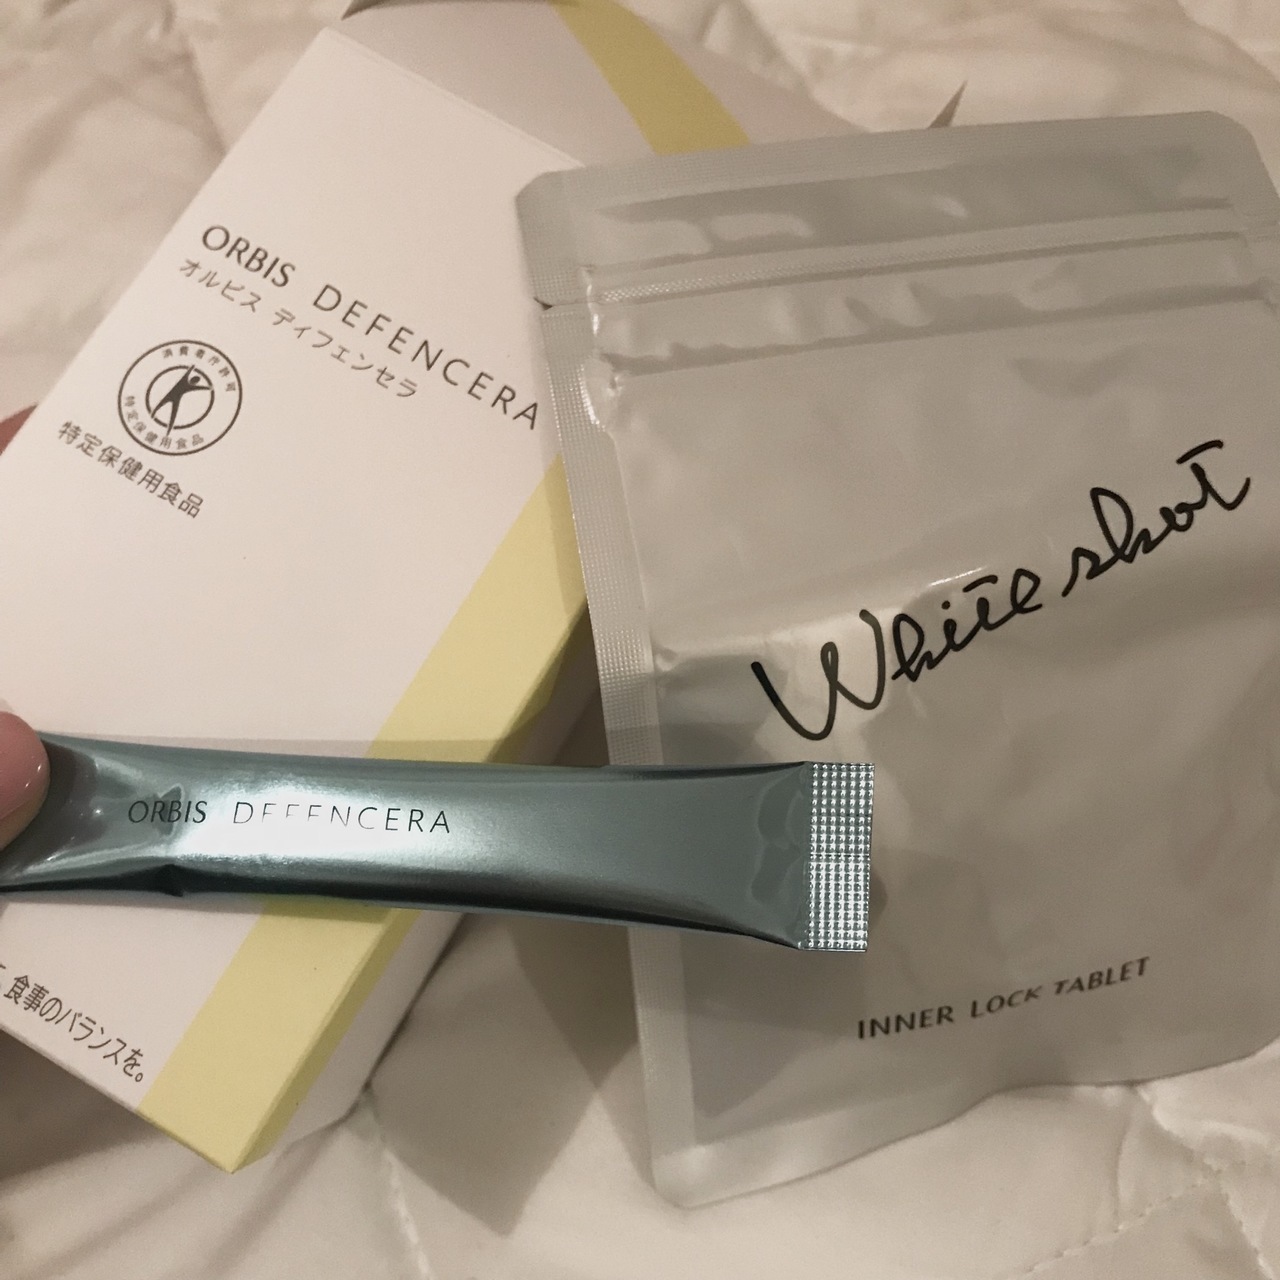 ORBIS DEFENCERA
オルビス ディフェンセラ
消費者庁許可
特定保健用食品
特定保健用食品
食事のバランスを。
White shot
INNER LOCK TABLET
ORBIS DEFENCERA